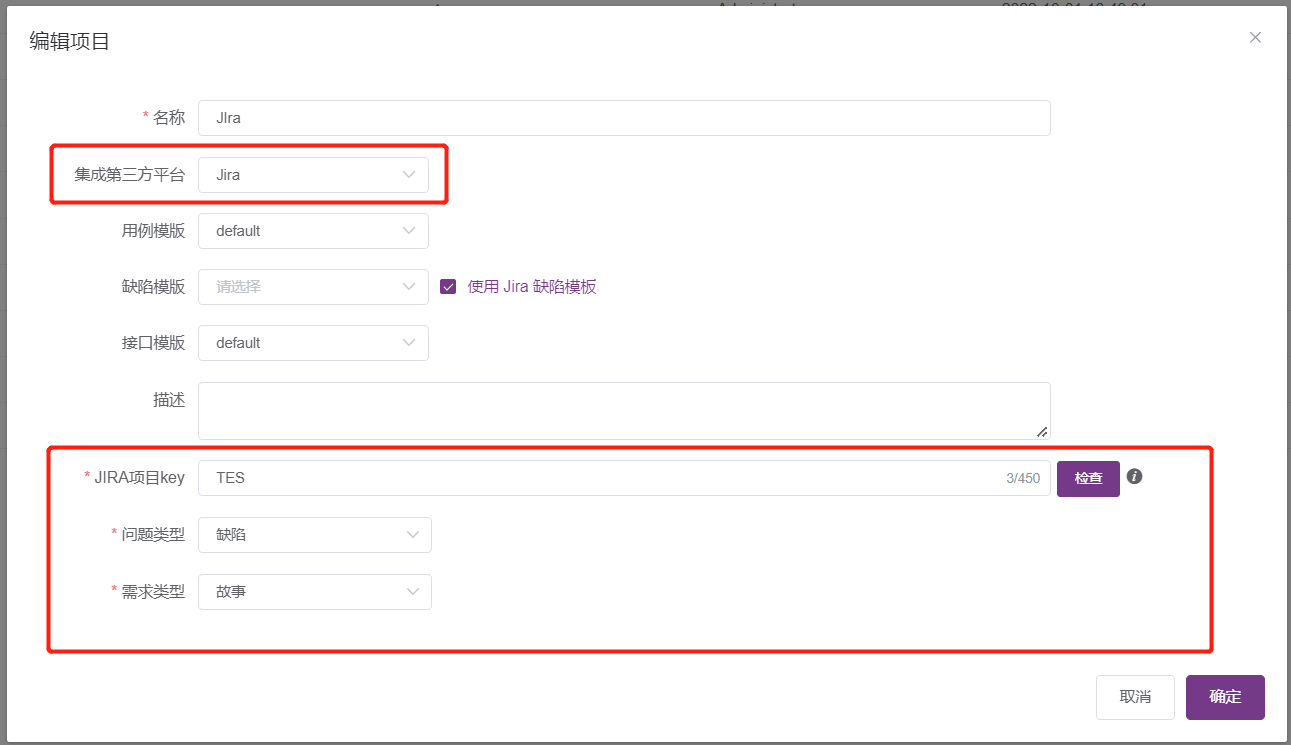 编辑项目
* 名称 JIra
集成第三方平台 Jira
用例模版 default
缺陷模版 请选择 使用 Jira 缺陷模板
接口模版 default
描述
* JIRA项目key TES 3/450 检查
* 问题类型 缺陷
* 需求类型 故事
取消 确定